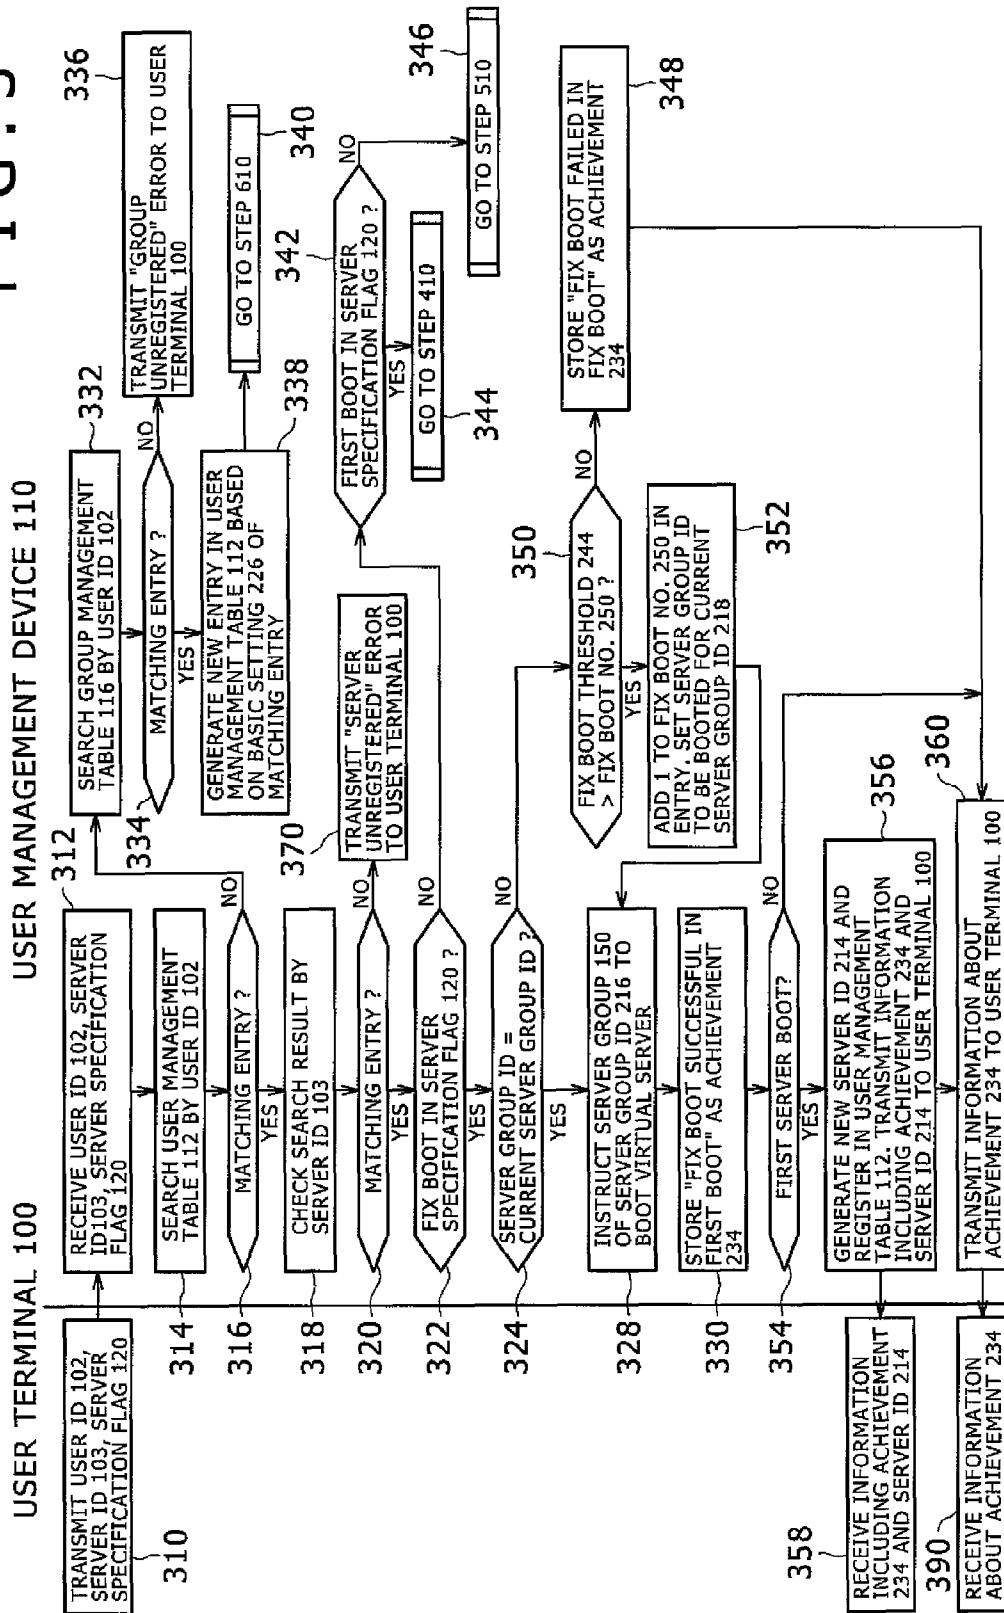 USER TERMINAL 100
USER MANAGEMENT DEVICE 110
TRANSMIT USER ID 102,
SERVER ID 103, SERVER
SPECIFICATION FLAG 120
310
RECEIVE USER ID 102, SERVER
ID103, SERVER SPECIFICATION
FLAG 120
312
SEARCH USER MANAGEMENT
TABLE 112 BY USER ID 102
314
MATCHING ENTRY ?
316
NO
YES
CHECK SEARCH RESULT BY
SERVER ID 103
318
MATCHING ENTRY ?
320
NO
YES
FIX BOOT IN SERVER
SPECIFICATION FLAG 120 ?
322
NO
YES
SERVER GROUP ID =
CURRENT SERVER GROUP ID ?
324
NO
YES
INSTRUCT SERVER GROUP 150
OF SERVER GROUP ID 216 TO
BOOT VIRTUAL SERVER
328
STORE "FIX BOOT SUCCESSFUL IN
FIRST BOOT" AS ACHIEVEMENT
234
330
FIRST SERVER BOOT?
354
NO
YES
GENERATE NEW SERVER ID 214 AND
REGISTER IN USER MANAGEMENT
TABLE 112. TRANSMIT INFORMATION
INCLUDING ACHIEVEMENT 234 AND
SERVER ID 214 TO USER TERMINAL 100
356
RECEIVE INFORMATION
INCLUDING ACHIEVEMENT
234 AND SERVER ID 214
358
TRANSMIT INFORMATION ABOUT
ACHIEVEMENT 234 TO USER TERMINAL 100
360
RECEIVE INFORMATION
ABOUT ACHIEVEMENT 234
390
SEARCH GROUP MANAGEMENT
TABLE 116 BY USER ID 102
332
MATCHING ENTRY ?
334
NO
YES
TRANSMIT "GROUP
UNREGISTERED" ERROR TO USER
TERMINAL 100
336
GENERATE NEW ENTRY IN USER
MANAGEMENT TABLE 112 BASED
ON BASIC SETTING 226 OF
MATCHING ENTRY
338
GO TO STEP 610
340
TRANSMIT "SERVER
UNREGISTERED" ERROR
TO USER TERMINAL 100
370
FIRST BOOT IN SERVER
SPECIFICATION FLAG 120 ?
342
NO
YES
GO TO STEP 410
344
GO TO STEP 510
346
FIX BOOT THRESHOLD 244
> FIX BOOT NO. 250 ?
350
NO
YES
STORE "FIX BOOT FAILED IN
FIX BOOT" AS ACHIEVEMENT
234
348
ADD 1 TO FIX BOOT NO. 250 IN
ENTRY . SET SERVER GROUP ID
TO BE BOOTED FOR CURRENT
SERVER GROUP ID 218
352